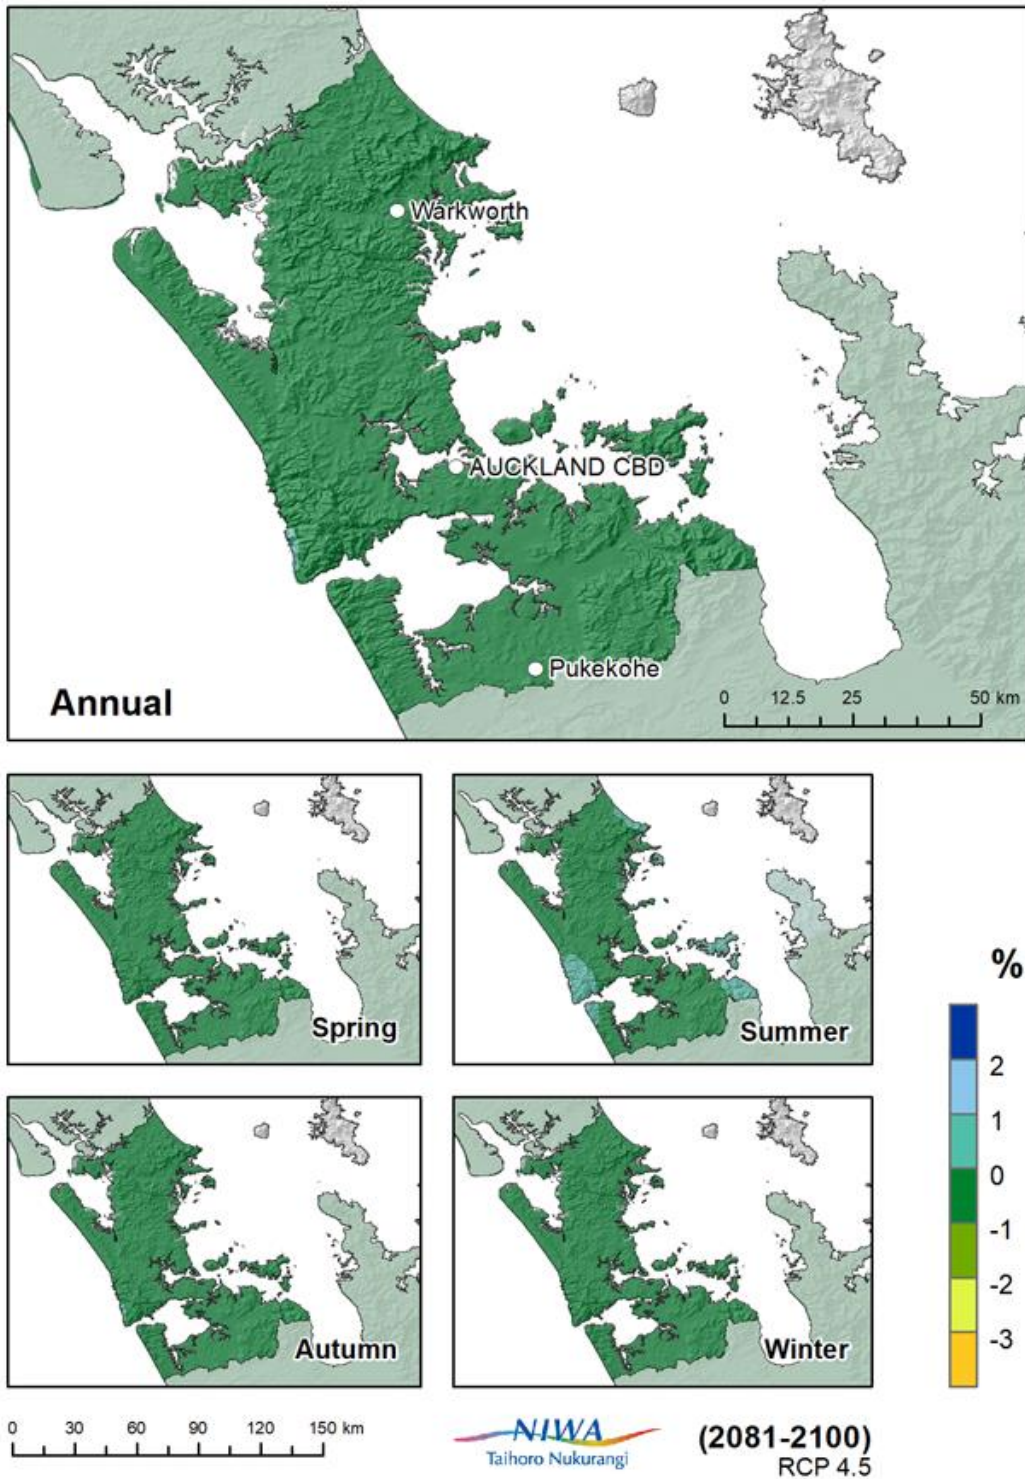 Warkworth
AUCKLAND CBD
Pukekohe
Annual
0 12.5 25 50 km
Spring
Summer
%
2
1
0
-1
-2
-3
Autumn
Winter
0 30 60 90 120 150 km
NIWA
Taihoro Nukurangi
(2081-2100)
RCP 4.5